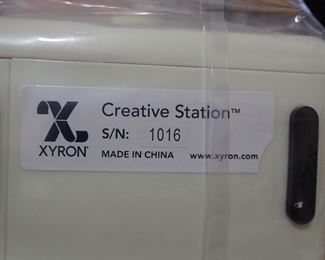 Creative Station™
S/N: 1016
XYRON®
MADE IN CHINA www.xyron.com